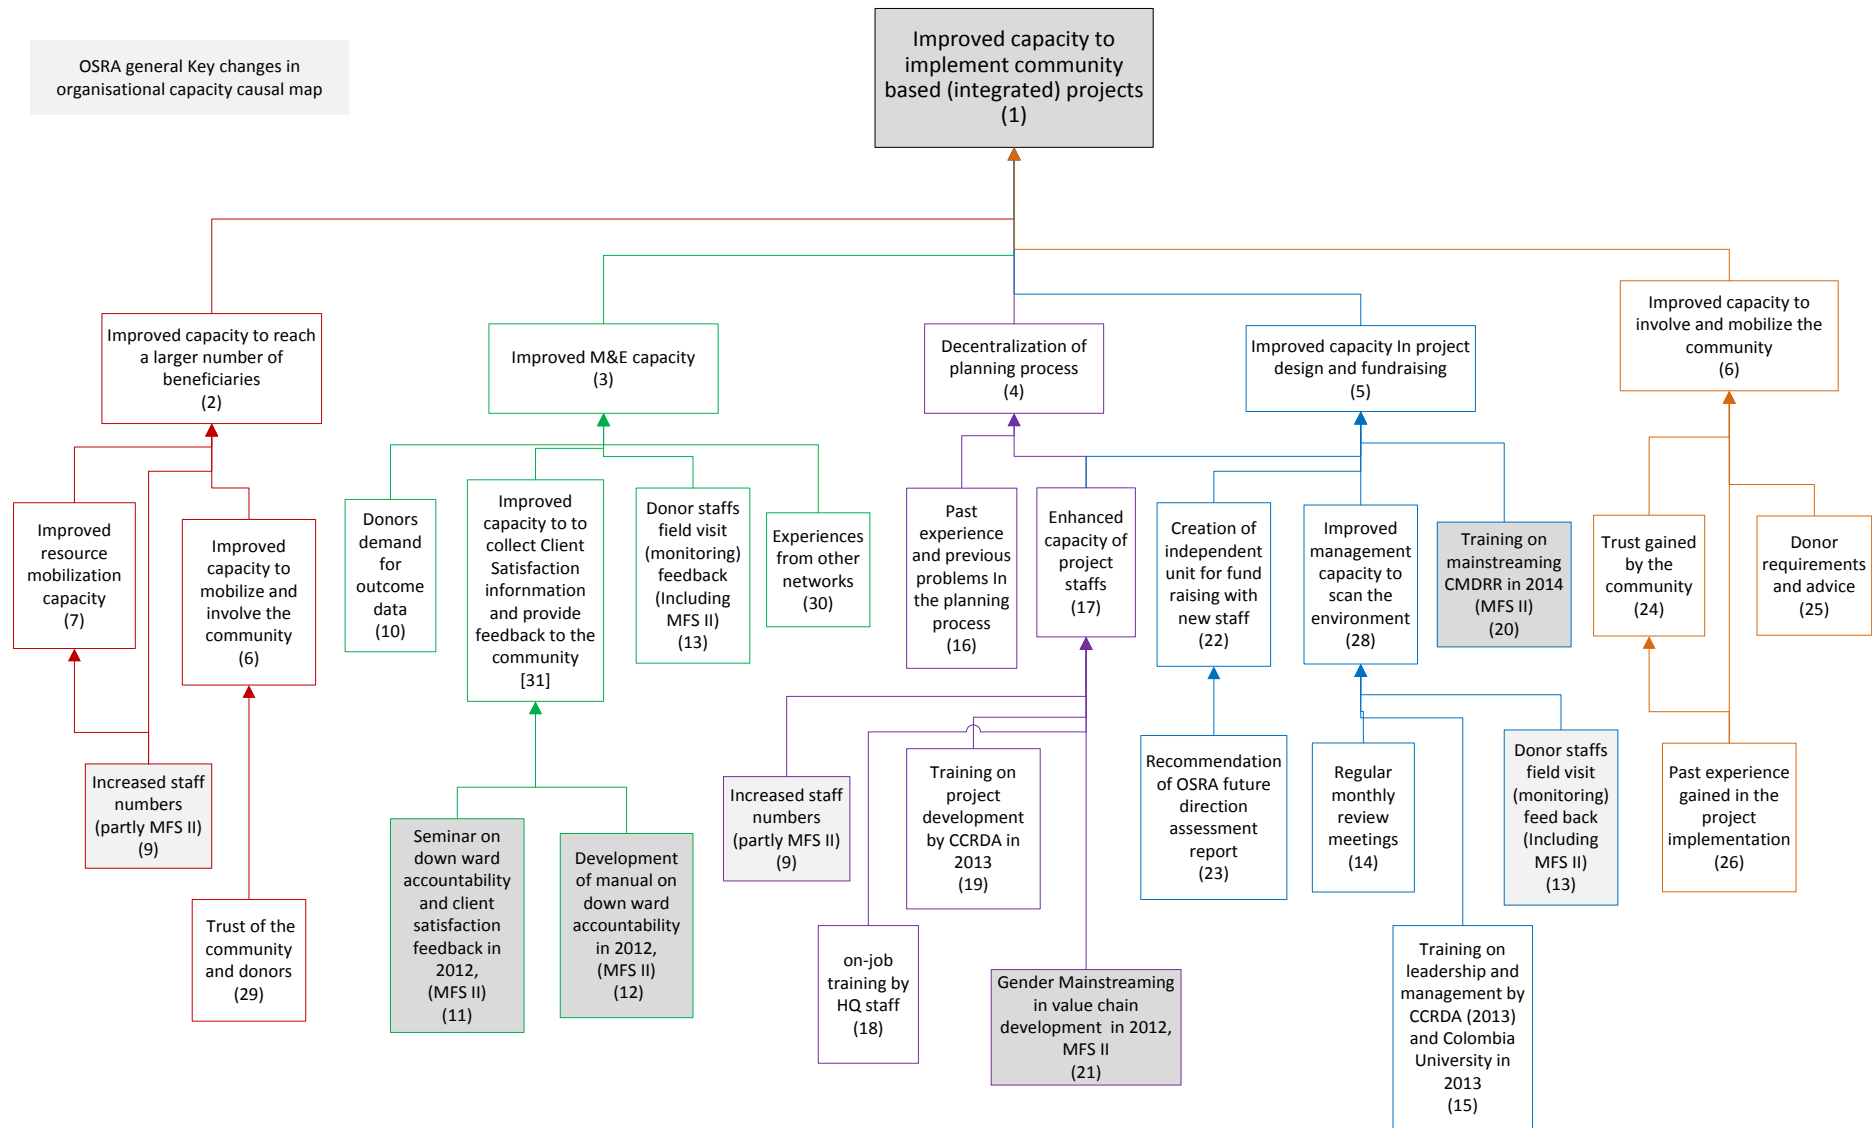 OSRA general Key changes in
organisational capacity causal map
Improved capacity to
implement community
based (integrated) projects
(1)
Improved capacity to reach
a larger number of
beneficiaries
(2)
Improved M&E capacity
(3)
Decentralization of
planning process
(4)
Improved capacity In project
design and fundraising
(5)
Improved capacity to
involve and mobilize the
community
(6)
Improved
resource
mobilization
capacity
(7)
Improved
capacity to
mobilize and
involve the
community
(6)
Donors
demand
for
outcome
data
(10)
Improved
capacity to to
collect Client
Satisfaction
infornmation
and provide
feedback to the
community
[31]
Donor staffs
field visit
(monitoring)
feedback
(Including
MFS II)
(13)
Experiences
from other
networks
(30)
Past
experience
and previous
problems In
the planning
process
(16)
Enhanced
capacity of
project
staffs
(17)
Creation of
independent
unit for fund
raising with
new staff
(22)
Improved
management
capacity to
scan the
environment
(28)
Training on
mainstreaming
CMDRR in 2014
(MFS II)
(20)
Trust gained
by the
community
(24)
Donor
requirements
and advice
(25)
Increased staff
numbers
(partly MFS II)
(9)
Trust of the
community
and donors
(29)
Seminar on
down ward
accountability
and client
satisfaction
feedback in
2012,
(MFS II)
(11)
Development
of manual on
down ward
accountability
in 2012,
(MFS II)
(12)
Increased staff
numbers
(partly MFS II)
(9)
on-job
training by
HQ staff
(18)
Training on
project
development
by CCRDA in
2013
(19)
Gender Mainstreaming
in value chain
development  in 2012,
MFS II
(21)
Recommendation
of OSRA future
direction
assessment
report
(23)
Regular
monthly
review
meetings
(14)
Training on
leadership and
management by
CCRDA (2013)
and Colombia
University in
2013
(15)
Donor staffs
field visit
(monitoring)
feed back
(Including
MFS II)
(13)
Past experience
gained in the
project
implementation
(26)